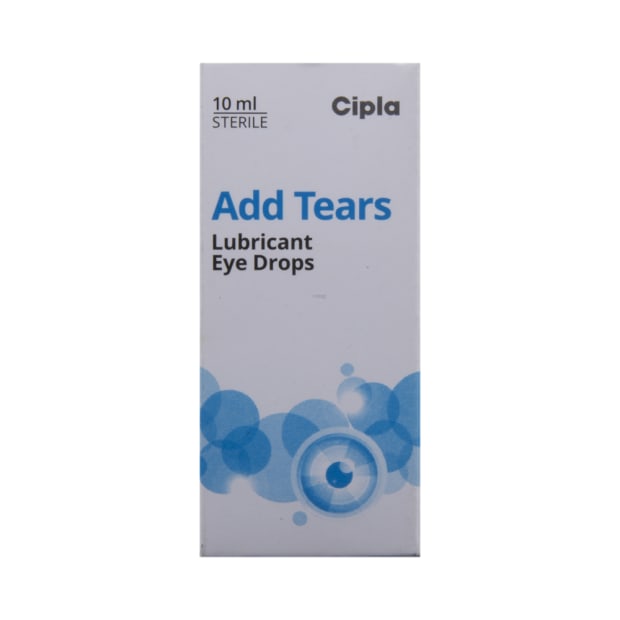 10 ml
STERILE
Cipla
Add Tears
Lubricant
Eye Drops